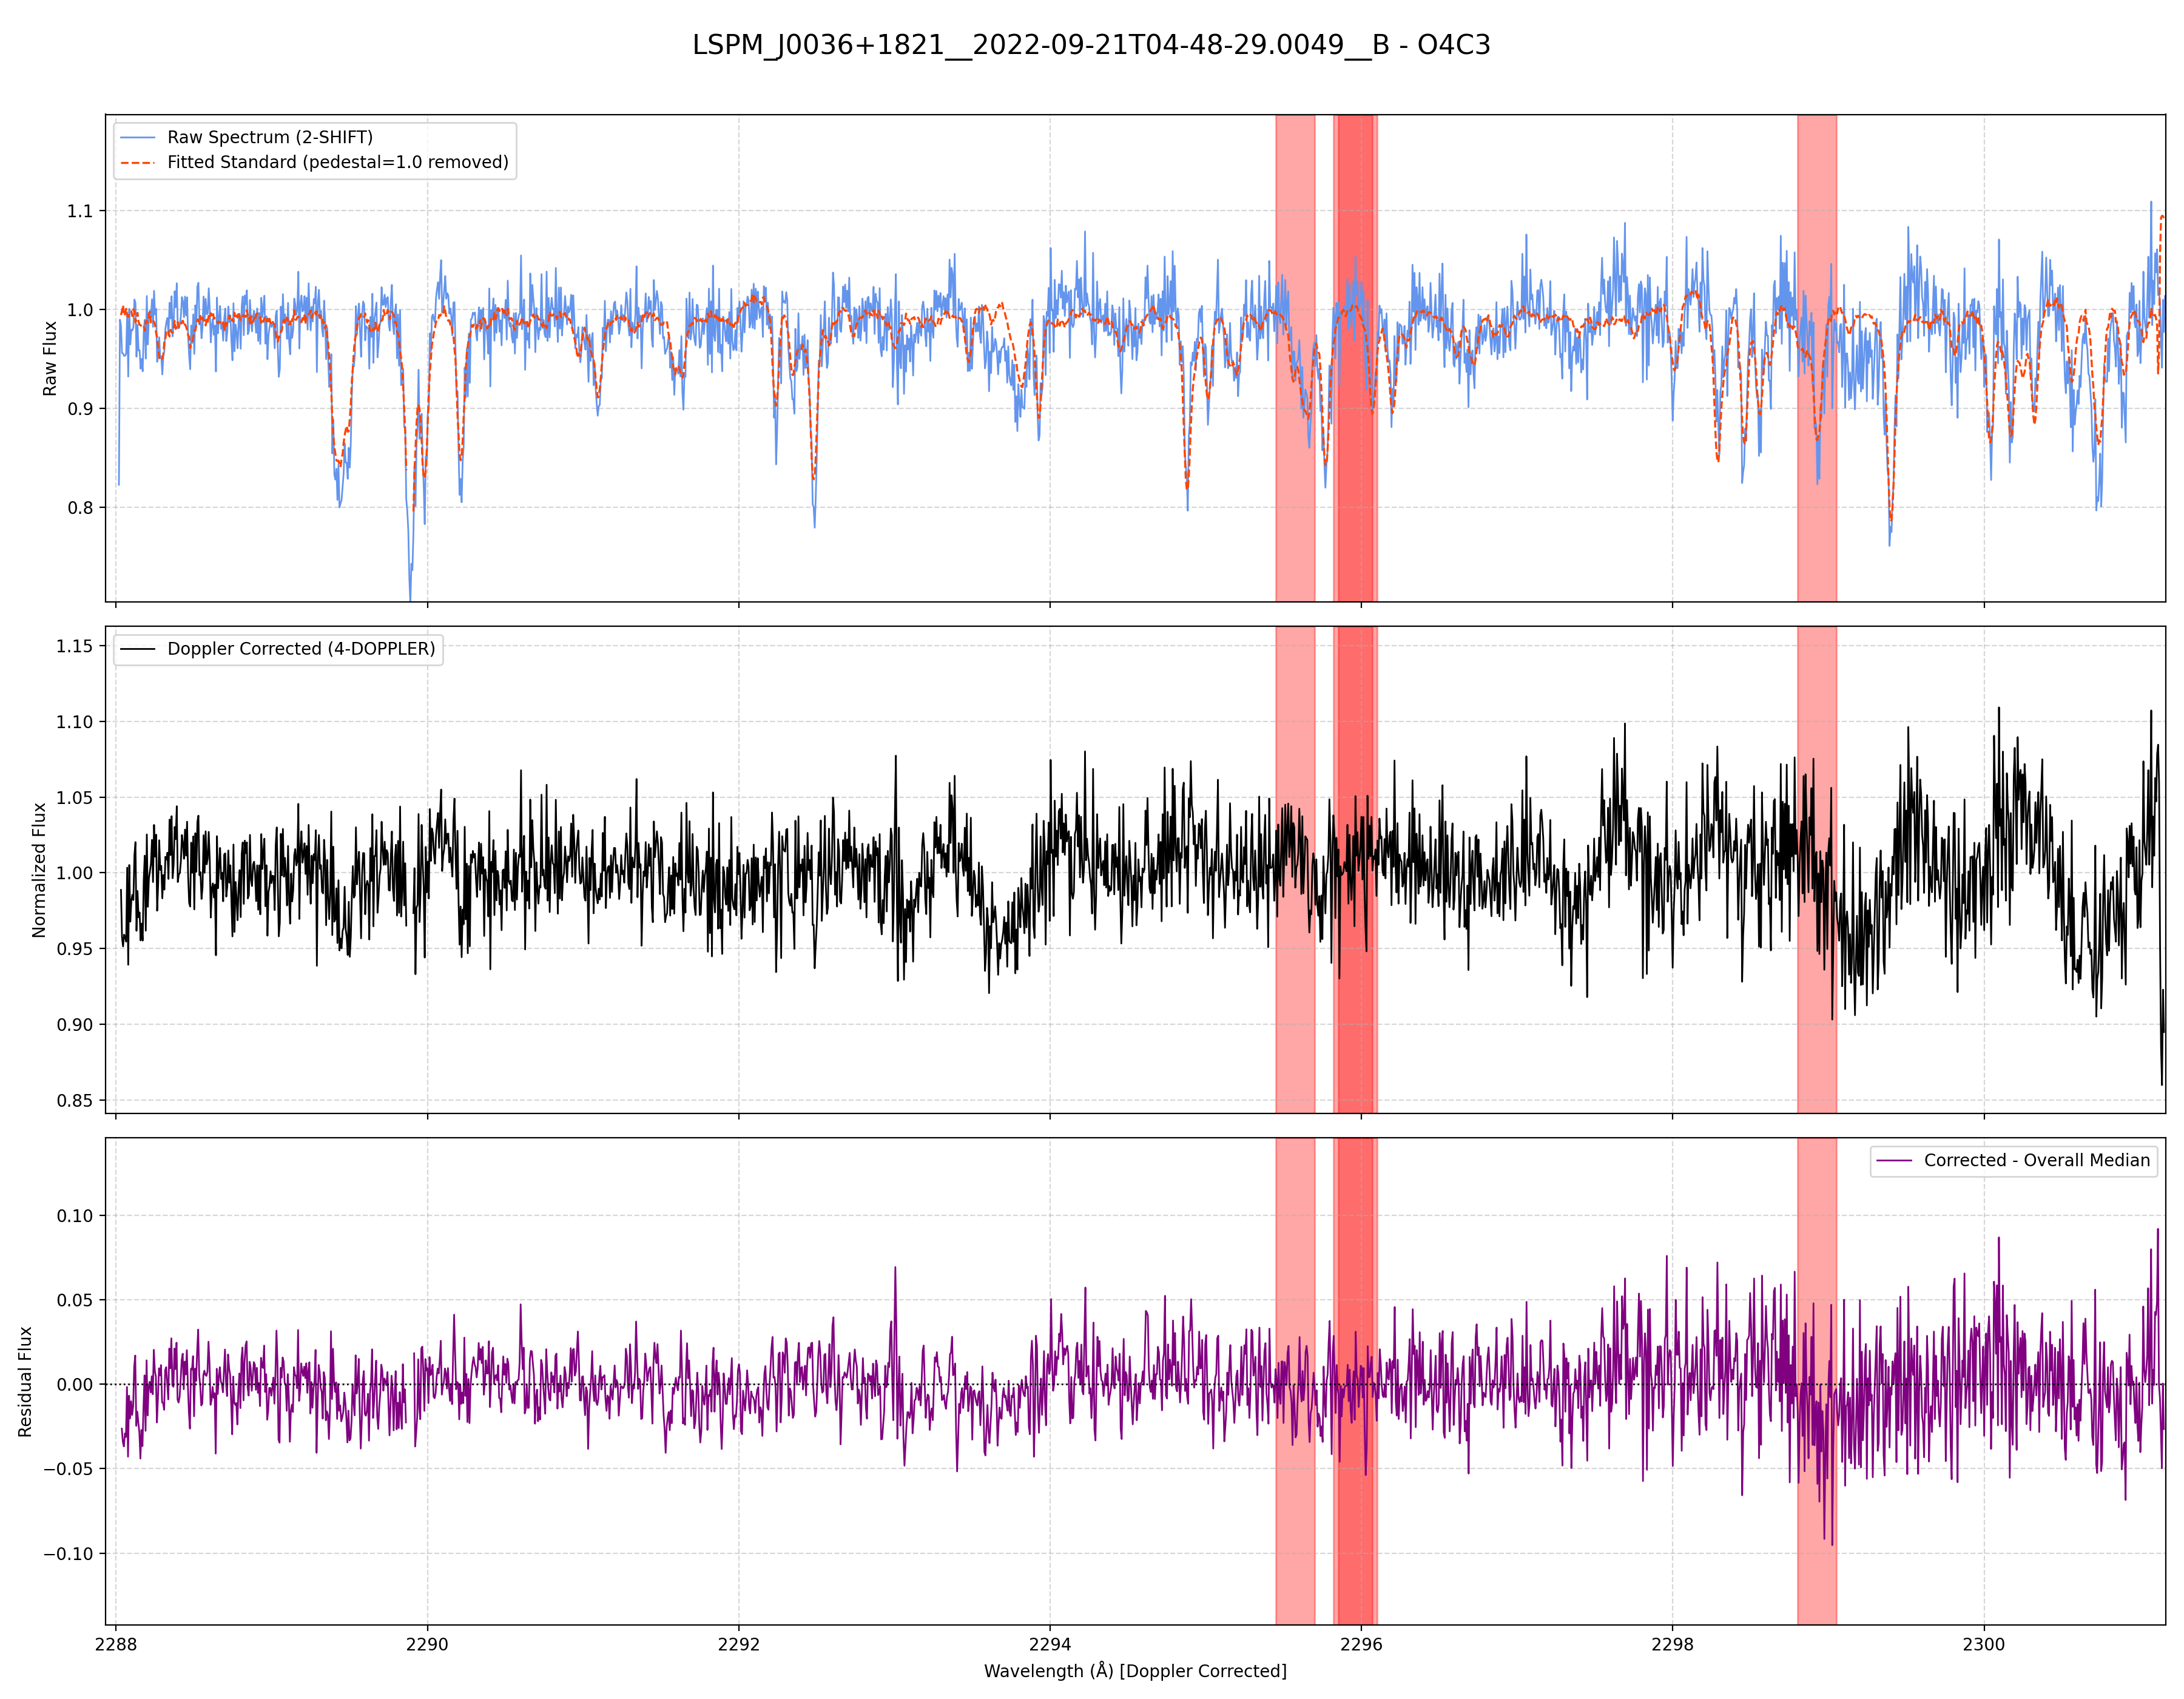 LSPM_J0036+1821__2022-09-21T04-48-29.0049__B - O4C3
Raw Spectrum (2-SHIFT)
Fitted Standard (pedestal=1.0 removed)
Raw Flux
1.1
1.0
0.9
0.8
Doppler Corrected (4-DOPPLER)
Normalized Flux
1.15
1.10
1.05
1.00
0.95
0.90
0.85
Corrected - Overall Median
Residual Flux
0.10
0.05
0.00
−0.05
−0.10
2288 2290 2292 2294 2296 2298 2300
Wavelength (Å) [Doppler Corrected]